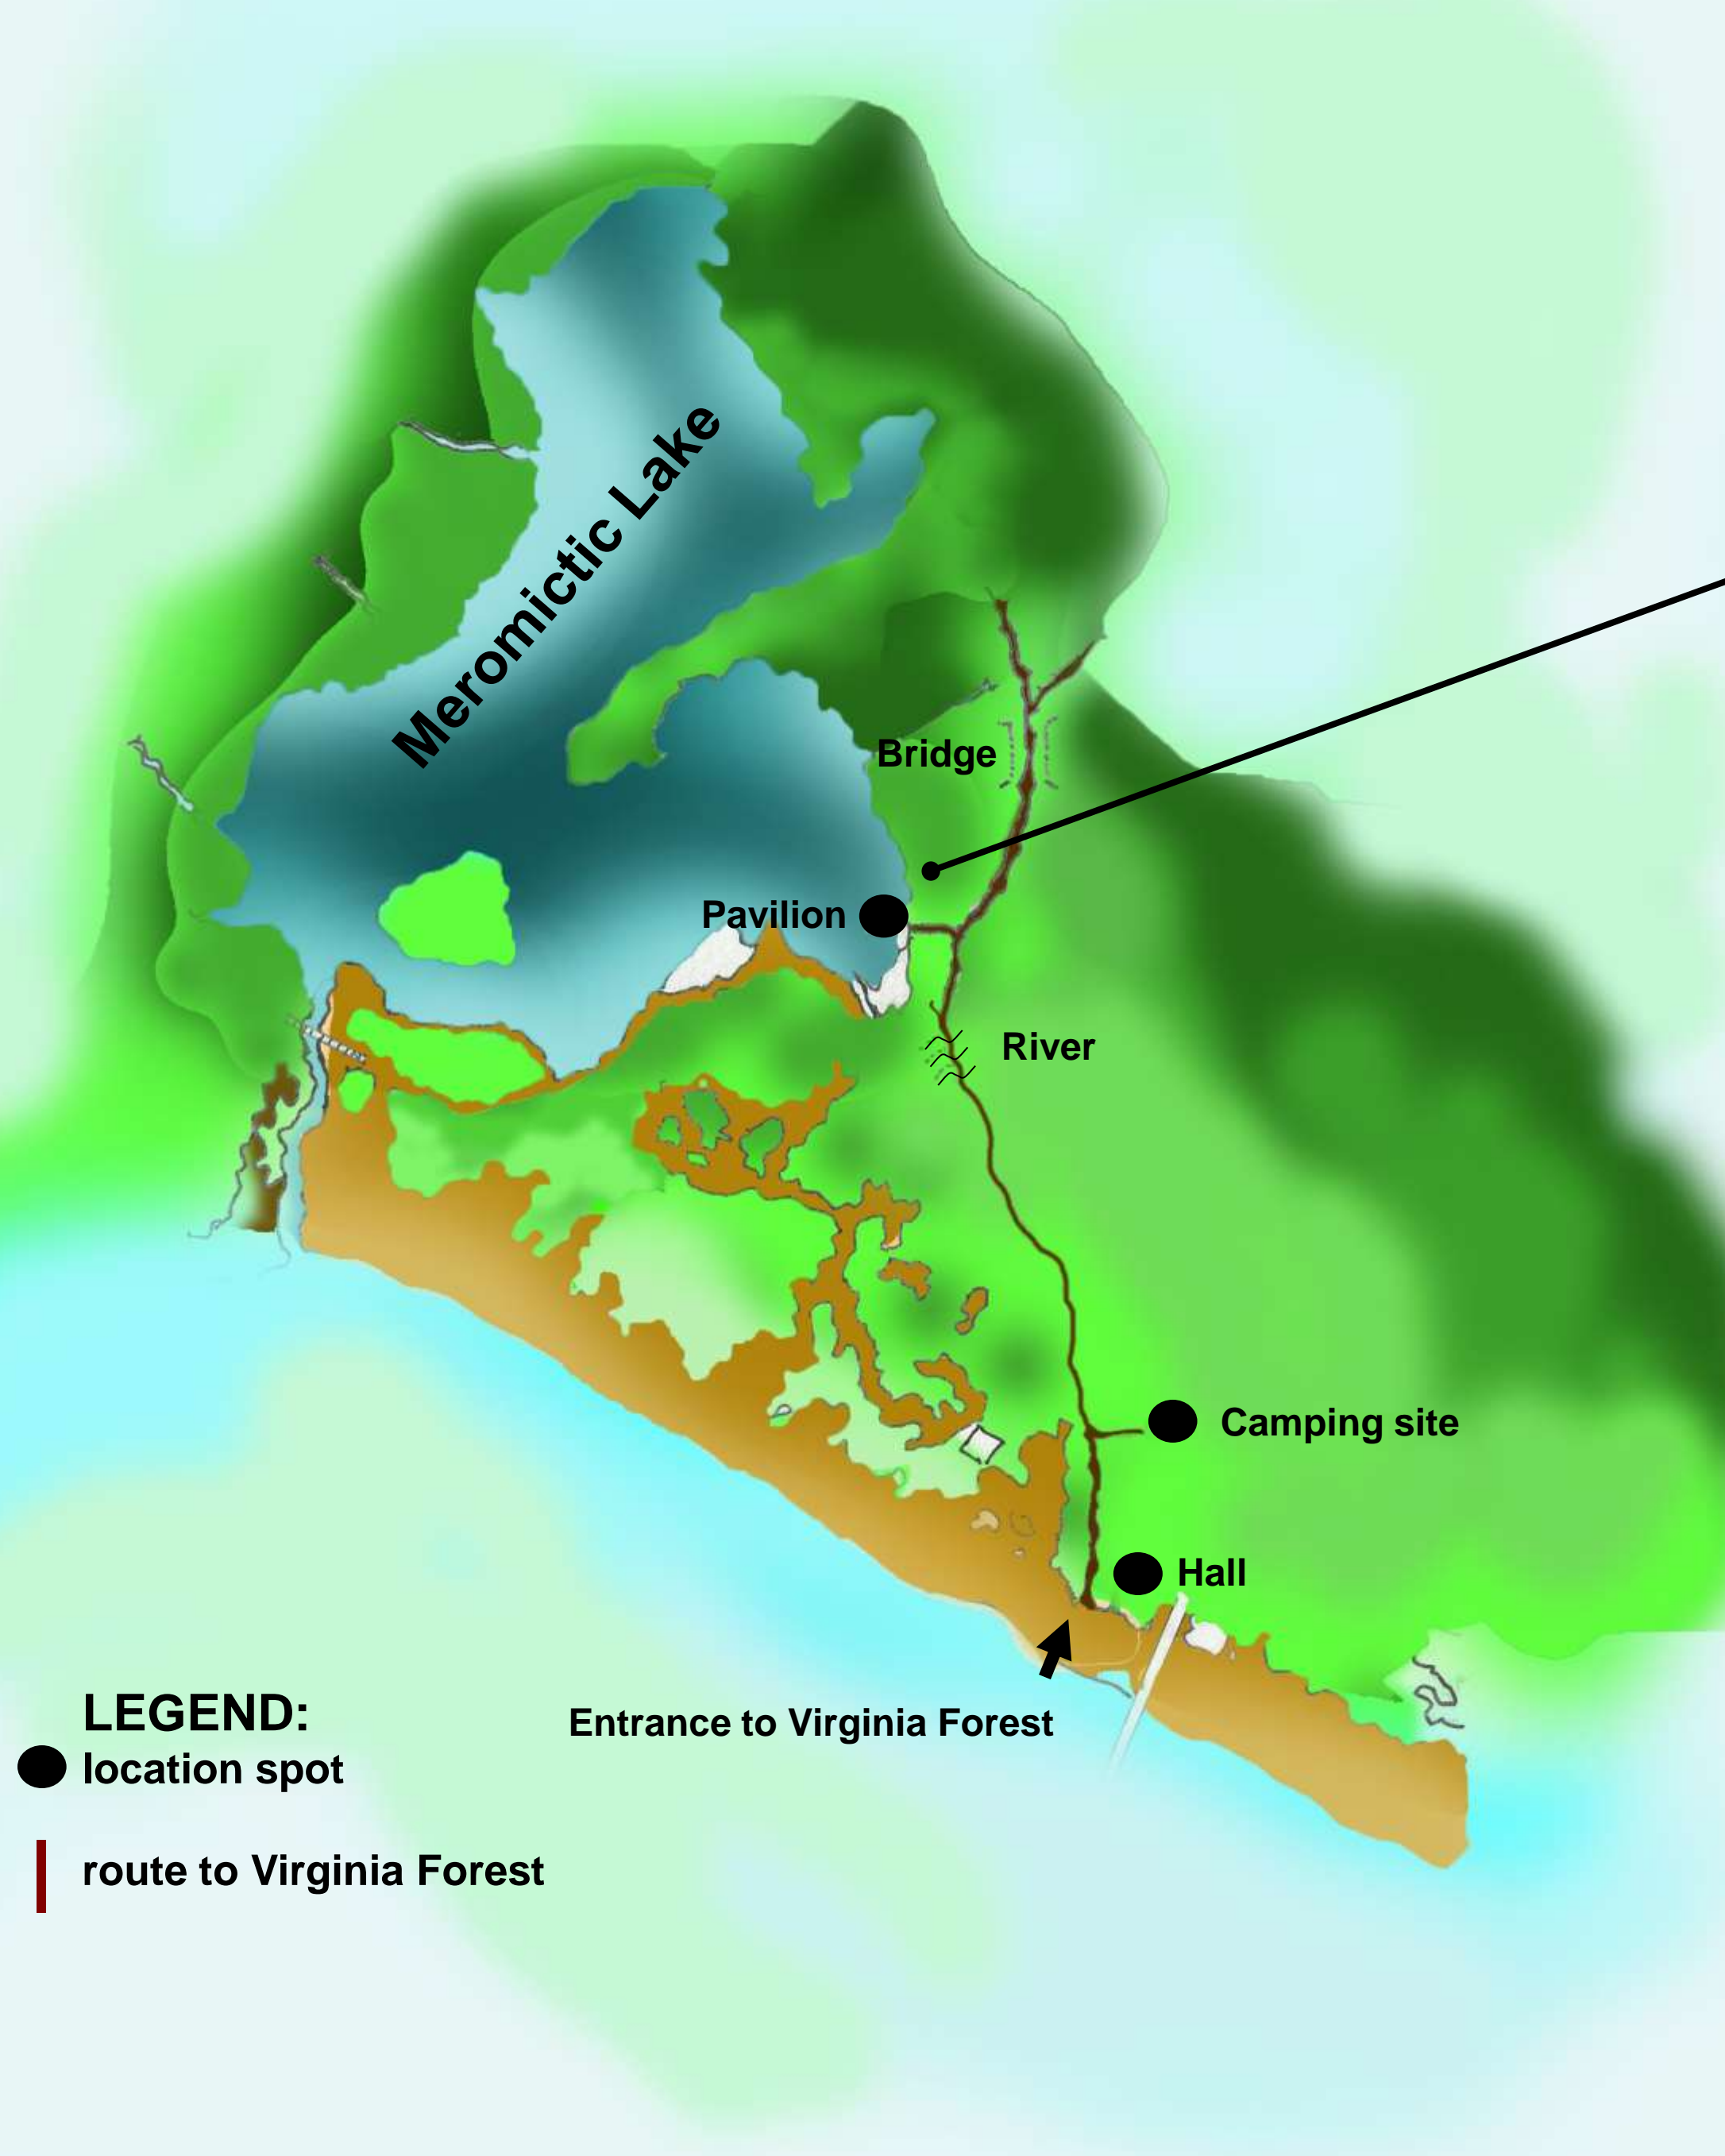 Meromictic Lake
Bridge
Pavilion
River
Camping site
Hall
Entrance to Virginia Forest
LEGEND:
location spot
route to Virginia Forest